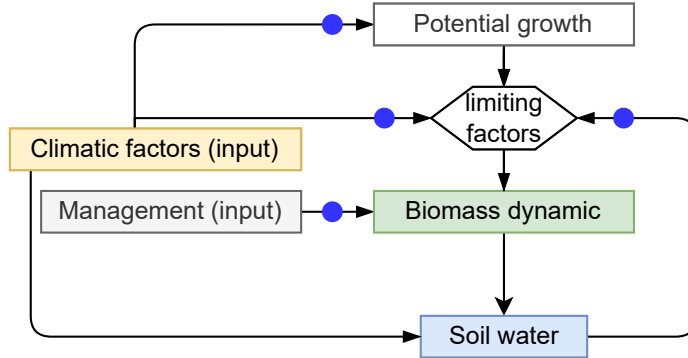 Potential growth
limiting
factors
Climatic factors (input)
Management (input)
Biomass dynamic
Soil water